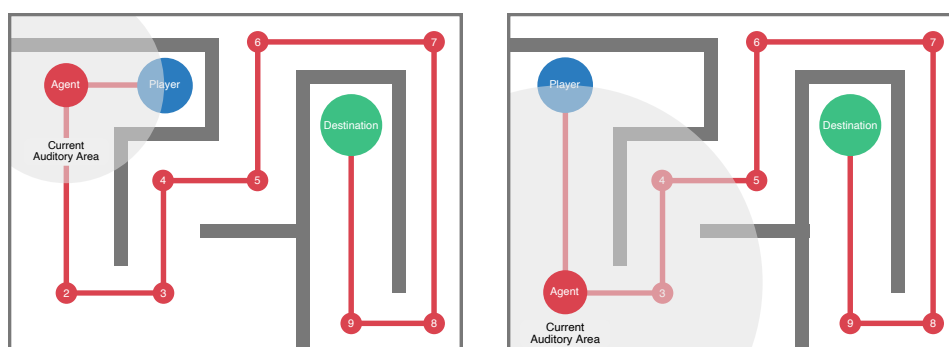 6
7
Agent
Player
Destination
Current
Auditory Area
4
5
2
3
9
8
6
7
Player
Destination
4
5
Agent
3
Current
Auditory Area
9
8